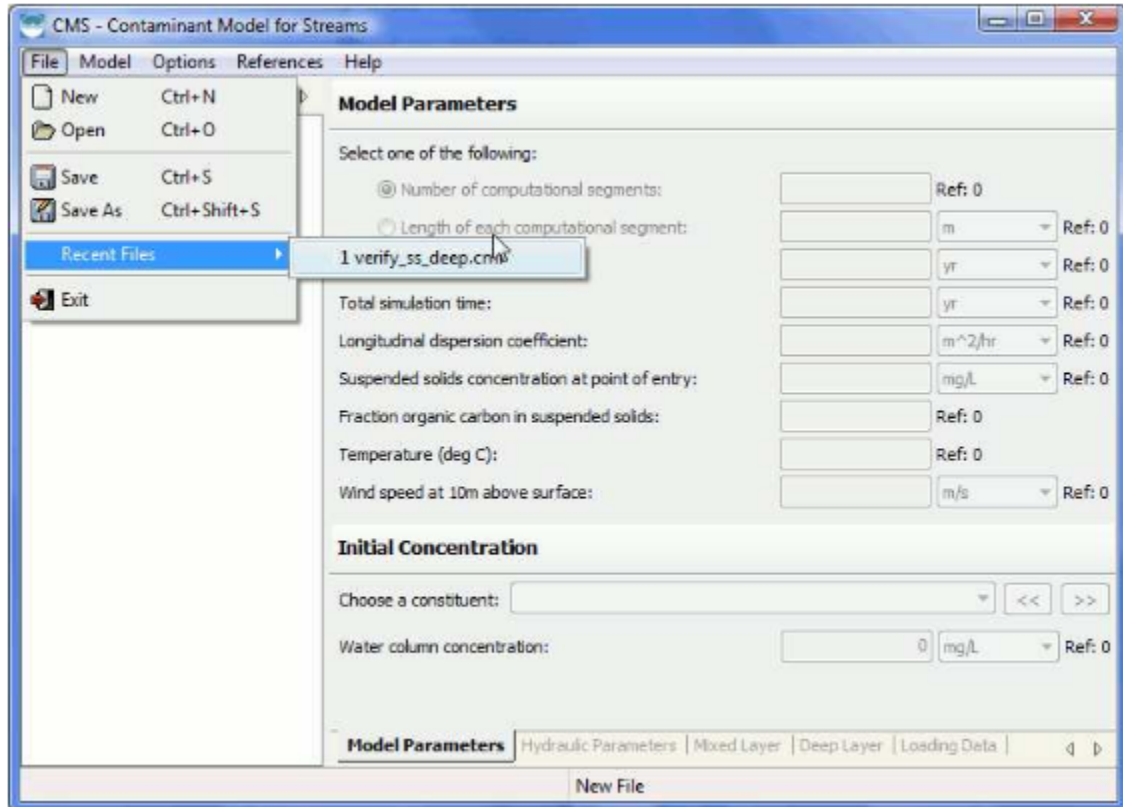 CMS - Contaminant Model for Streams
File Model Options References Help
New Ctrl+N
Open Ctrl+O
Save Ctrl+S
Save As Ctrl+Shift+S
Recent Files
1 verify_ss_deep.cms
Exit
Model Parameters
Select one of the following:
Number of computational segments: Ref: 0
Length of each computational segment: m Ref: 0
yr Ref: 0
Total simulation time: yr Ref: 0
Longitudinal dispersion coefficient: m^2/hr Ref: 0
Suspended solids concentration at point of entry: mg/L Ref: 0
Fraction organic carbon in suspended solids: Ref: 0
Temperature (deg C): Ref: 0
Wind speed at 10m above surface: m/s Ref: 0
Initial Concentration
Choose a constituent: << >>
Water column concentration: 0 mg/L Ref: 0
Model Parameters Hydraulic Parameters Mixed Layer Deep Layer Loading Data
New File